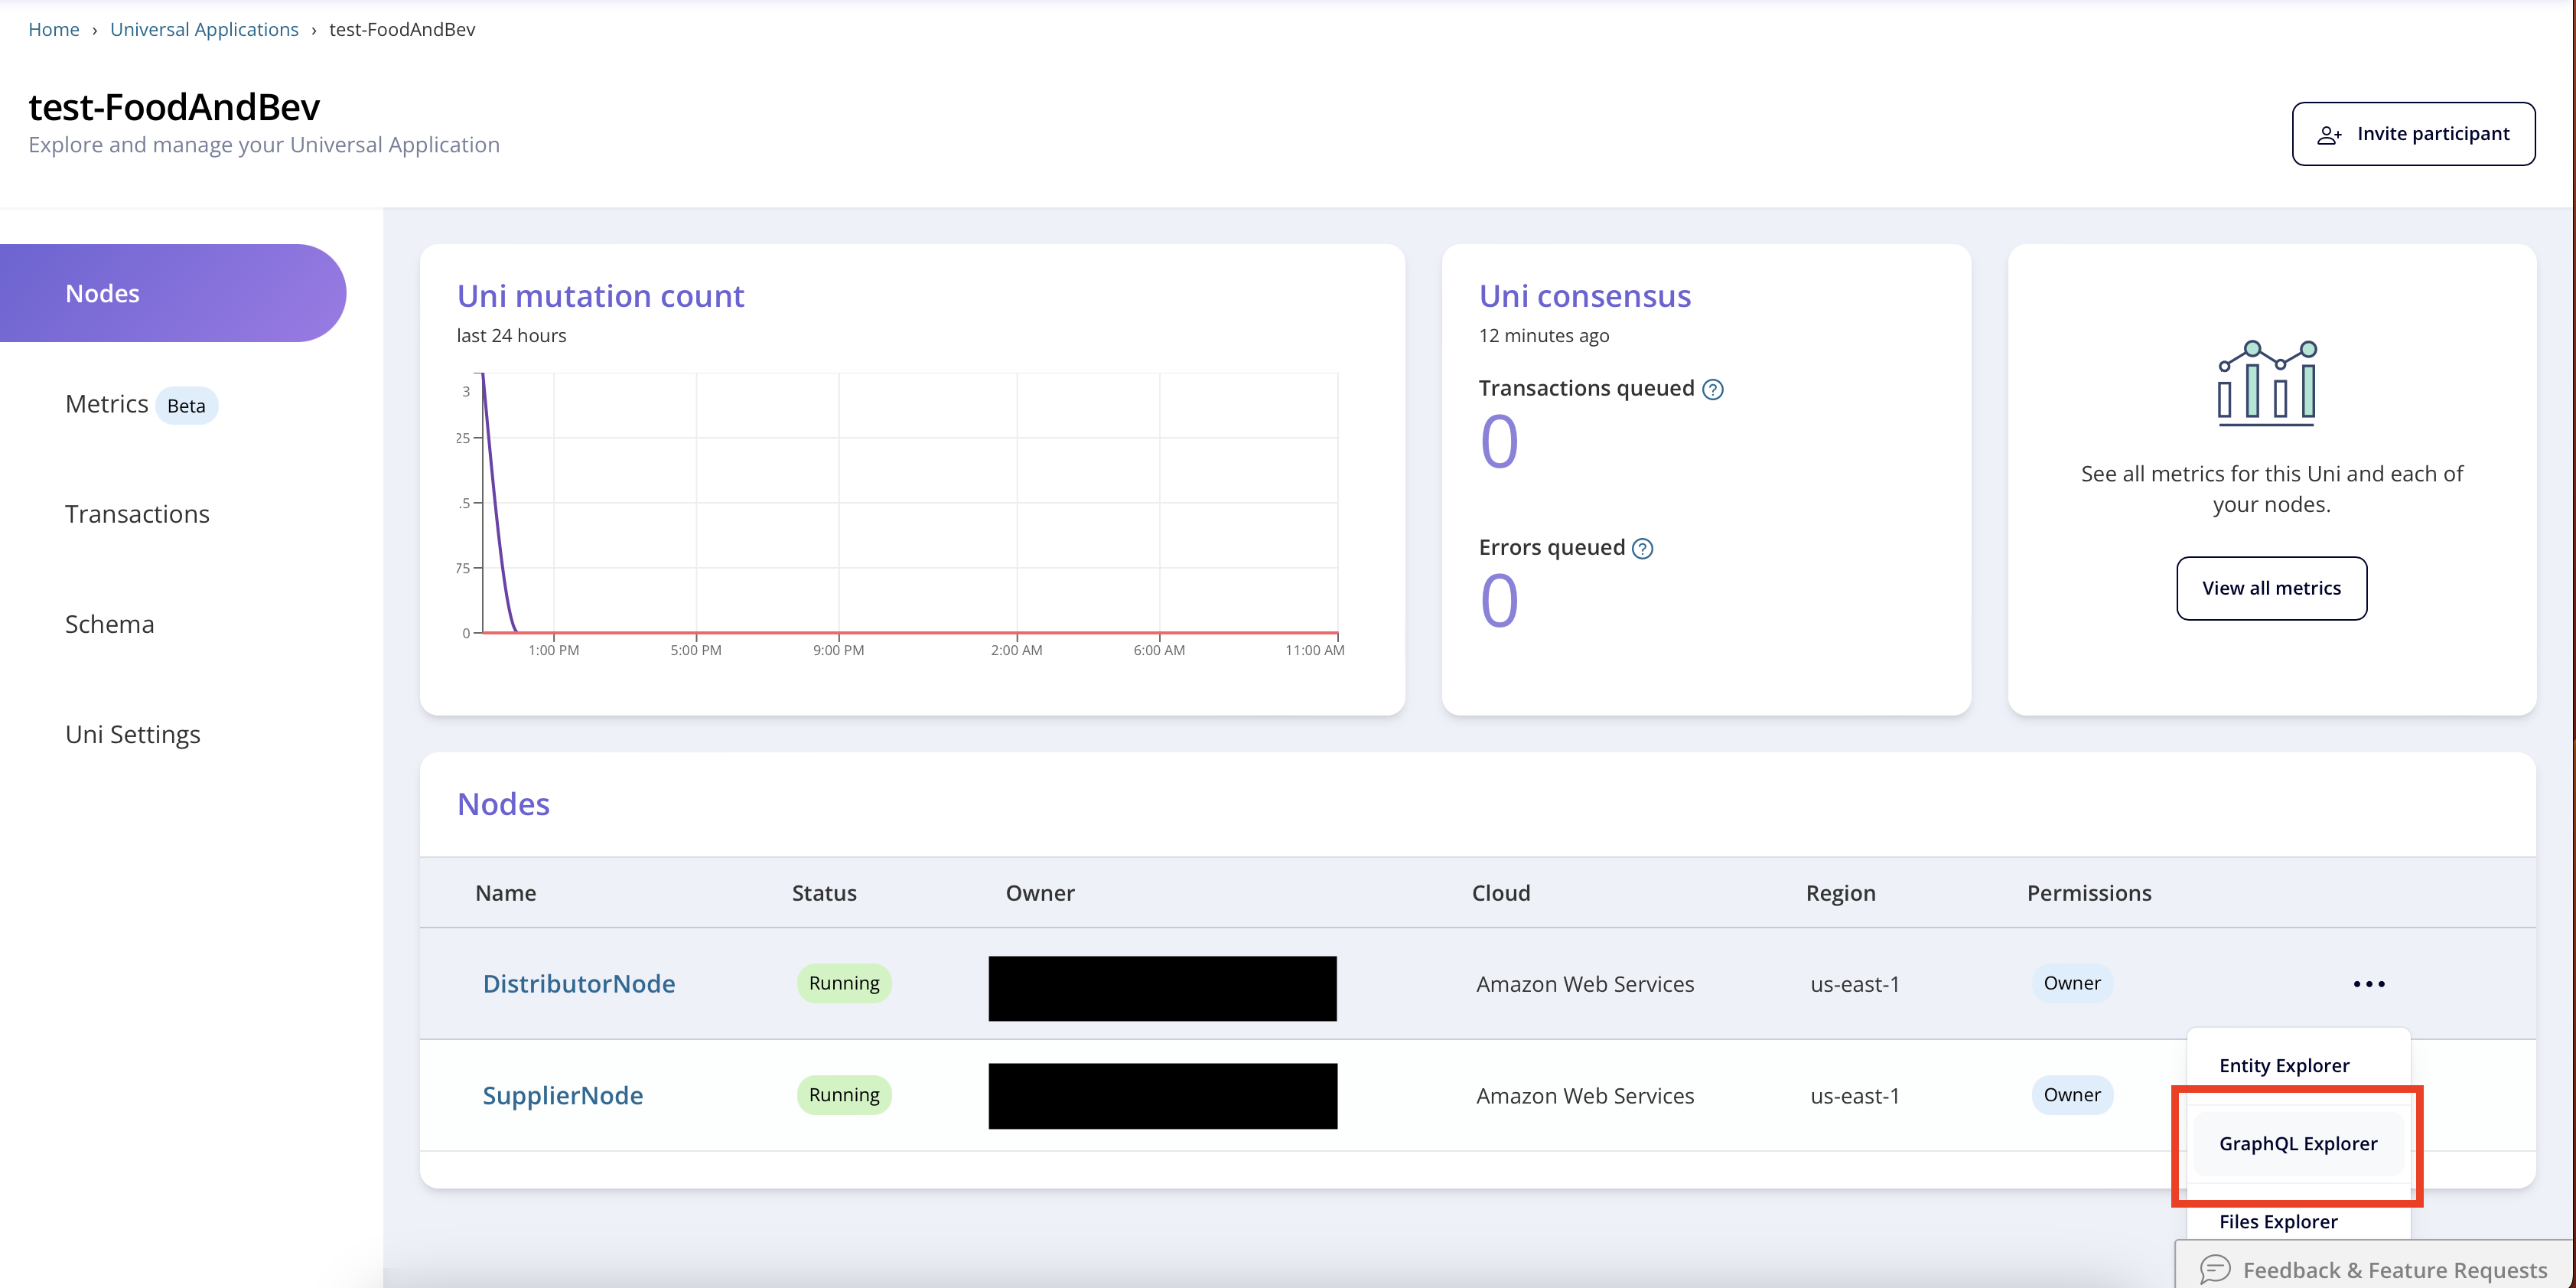 Home › Universal Applications › test-FoodAndBev
test-FoodAndBev
Explore and manage your Universal Application
Invite participant
Nodes
Metrics Beta
Transactions
Schema
Uni Settings
Uni mutation count
last 24 hours
3
25
.5
75
0
1:00 PM 5:00 PM 9:00 PM 2:00 AM 6:00 AM 11:00 AM
Uni consensus
12 minutes ago
Transactions queued ?
0
Errors queued ?
0
See all metrics for this Uni and each of
your nodes.
View all metrics
Nodes
Name Status Owner Cloud Region Permissions
DistributorNode Running Amazon Web Services us-east-1 Owner
SupplierNode Running Amazon Web Services us-east-1 Owner
Entity Explorer
GraphQL Explorer
Files Explorer
Feedback & Feature Requests